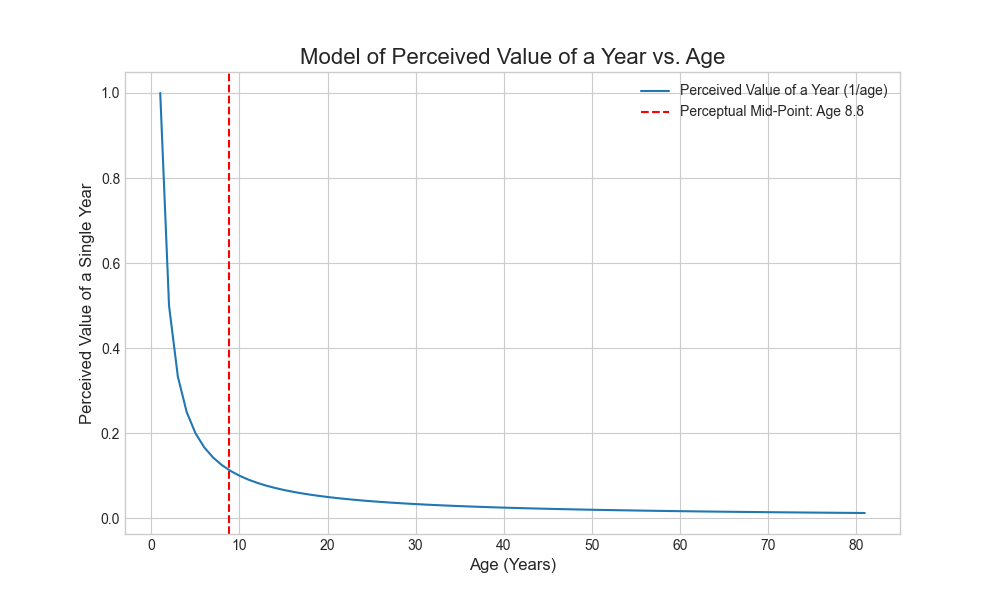 Model of Perceived Value of a Year vs. Age
Perceived Value of a Year (1/age)
Perceptual Mid-Point: Age 8.8
Perceived Value of a Single Year
1.0
0.8
0.6
0.4
0.2
0.0
0 10 20 30 40 50 60 70 80
Age (Years)